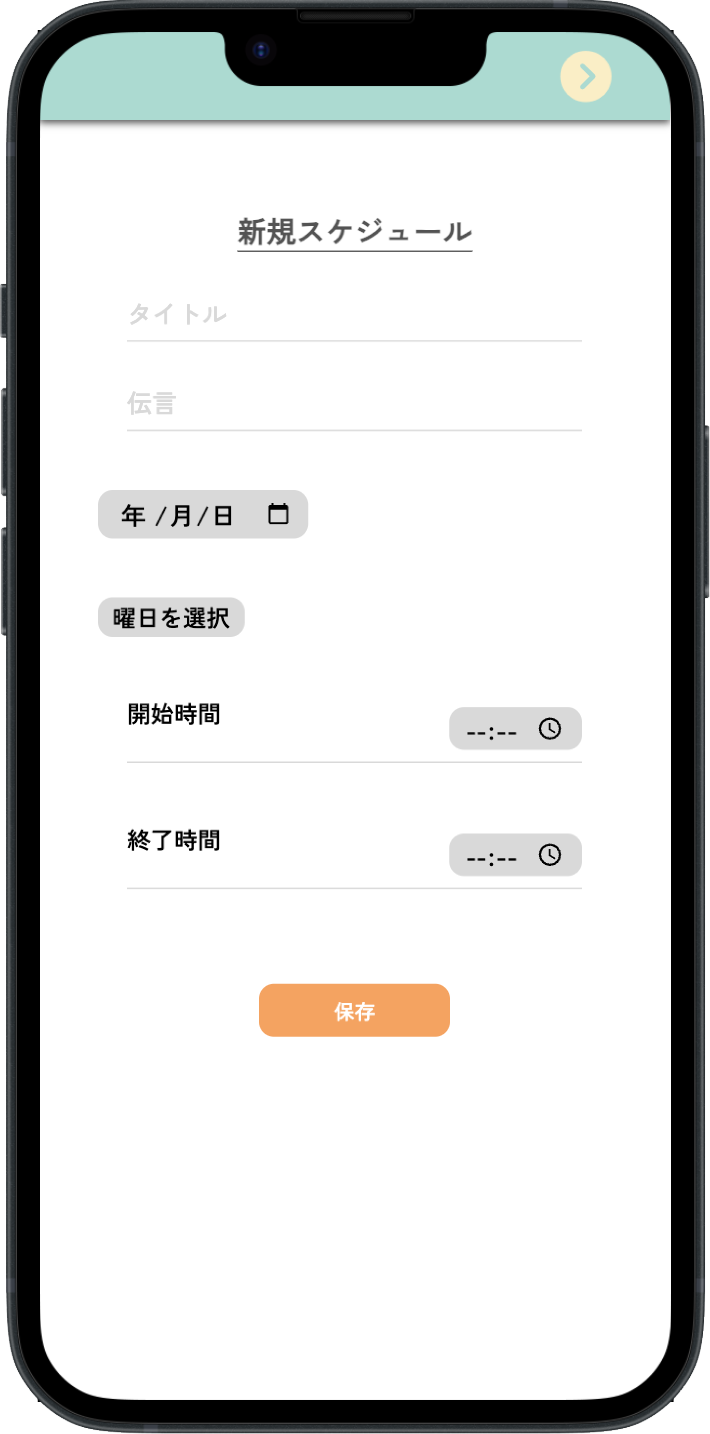 新規スケジュール
タイトル
伝言
年 /月/日
曜日を選択
開始時間
--:--
終了時間
--:--
保存